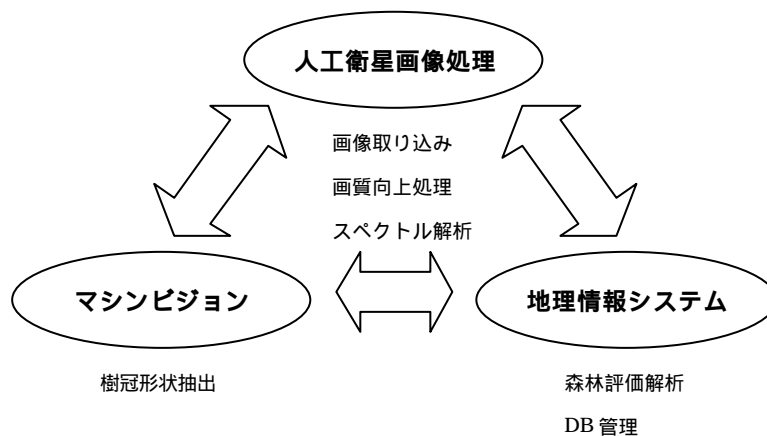 人工衛星画像処理
画像取り込み
画質向上処理
スペクトル解析
マシンビジョン
地理情報システム
樹冠形状抽出
森林評価解析
DB 管理